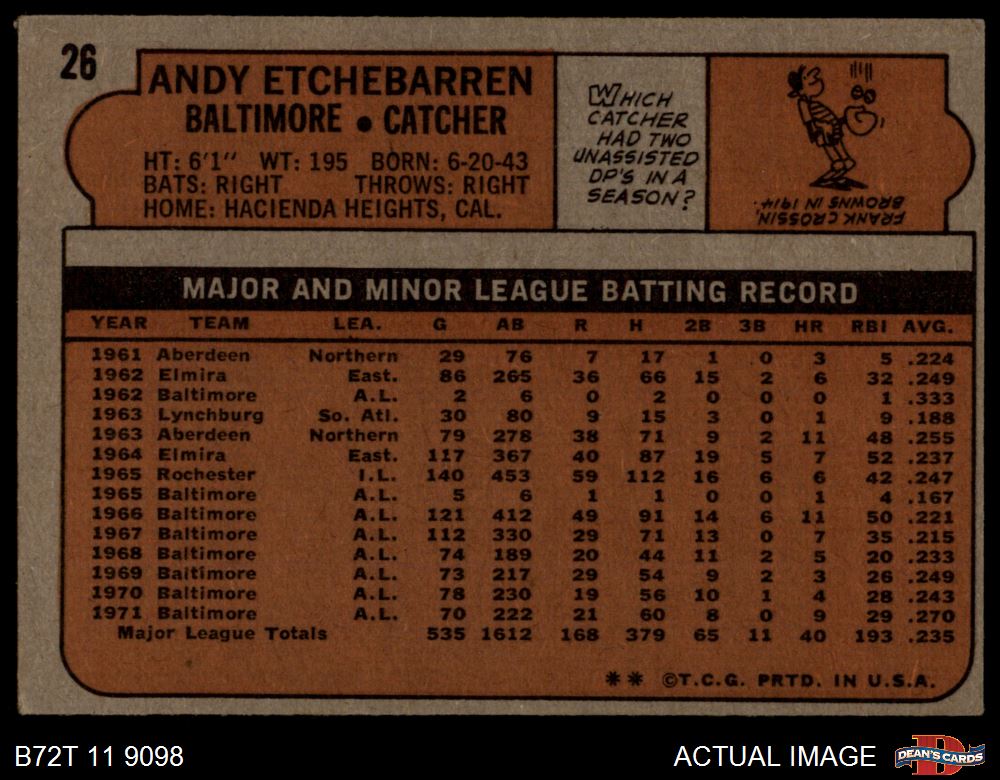 26
ANDY ETCHEBARREN
BALTIMORE • CATCHER
HT: 6'1" WT: 195 BORN: 6-20-43
BATS: RIGHT THROWS: RIGHT
HOME: HACIENDA HEIGHTS, CAL.
WHICH
CATCHER
HAD TWO
UNASSISTED
DP'S IN A
SEASON?
FRANK CROSSIN,
BROWNS IN 1914.
MAJOR AND MINOR LEAGUE BATTING RECORD
YEAR TEAM LEA. G AB R H 2B 3B HR RBI AVG.
1961 Aberdeen Northern 29 76 7 17 1 0 3 5 .224
1962 Elmira East. 86 265 36 66 15 2 6 32 .249
1962 Baltimore A.L. 2 6 0 2 0 0 0 1 .333
1963 Lynchburg So. Atl. 30 80 9 15 3 0 1 9 .188
1963 Aberdeen Northern 79 278 38 71 9 2 11 48 .255
1964 Elmira East. 117 367 40 87 19 5 7 52 .237
1965 Rochester I.L. 140 453 59 112 16 6 6 42 .247
1965 Baltimore A.L. 5 6 1 1 0 0 1 4 .167
1966 Baltimore A.L. 121 412 49 91 14 6 11 50 .221
1967 Baltimore A.L. 112 330 29 71 13 0 7 35 .215
1968 Baltimore A.L. 74 189 20 44 11 2 5 20 .233
1969 Baltimore A.L. 73 217 29 54 9 2 3 26 .249
1970 Baltimore A.L. 78 230 19 56 10 1 4 28 .243
1971 Baltimore A.L. 70 222 21 60 8 0 9 29 .270
Major League Totals 535 1612 168 379 65 11 40 193 .235
** ©T.C.G. PRTD. IN U.S.A.
B72T 11 9098
ACTUAL IMAGE
D
DEAN'S CARDS